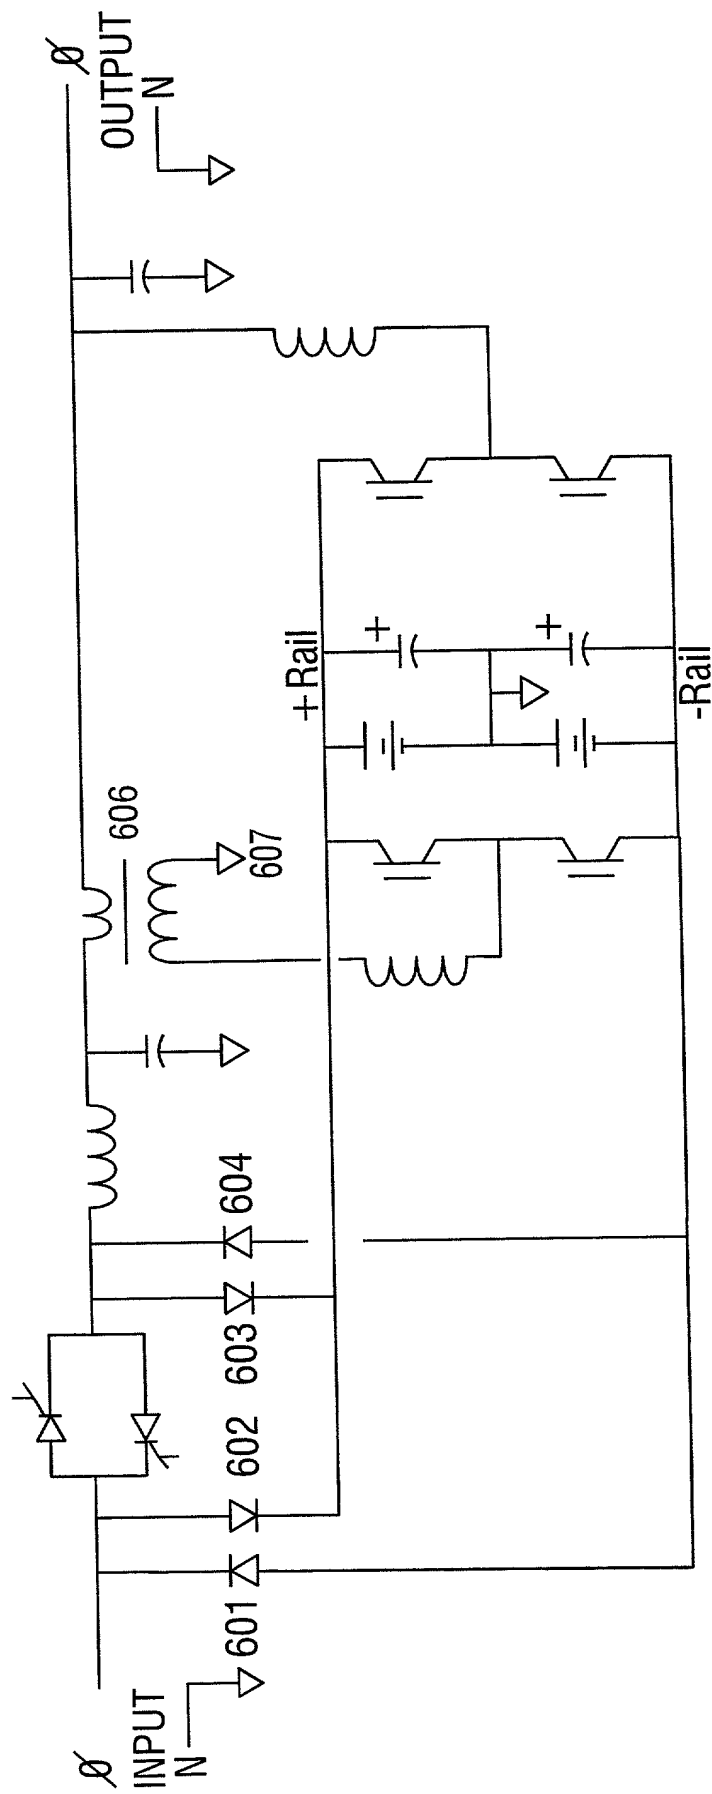 Ø
INPUT
N
601
602
603
604
606
607
+Rail
+
+
-Rail
Ø
OUTPUT
N